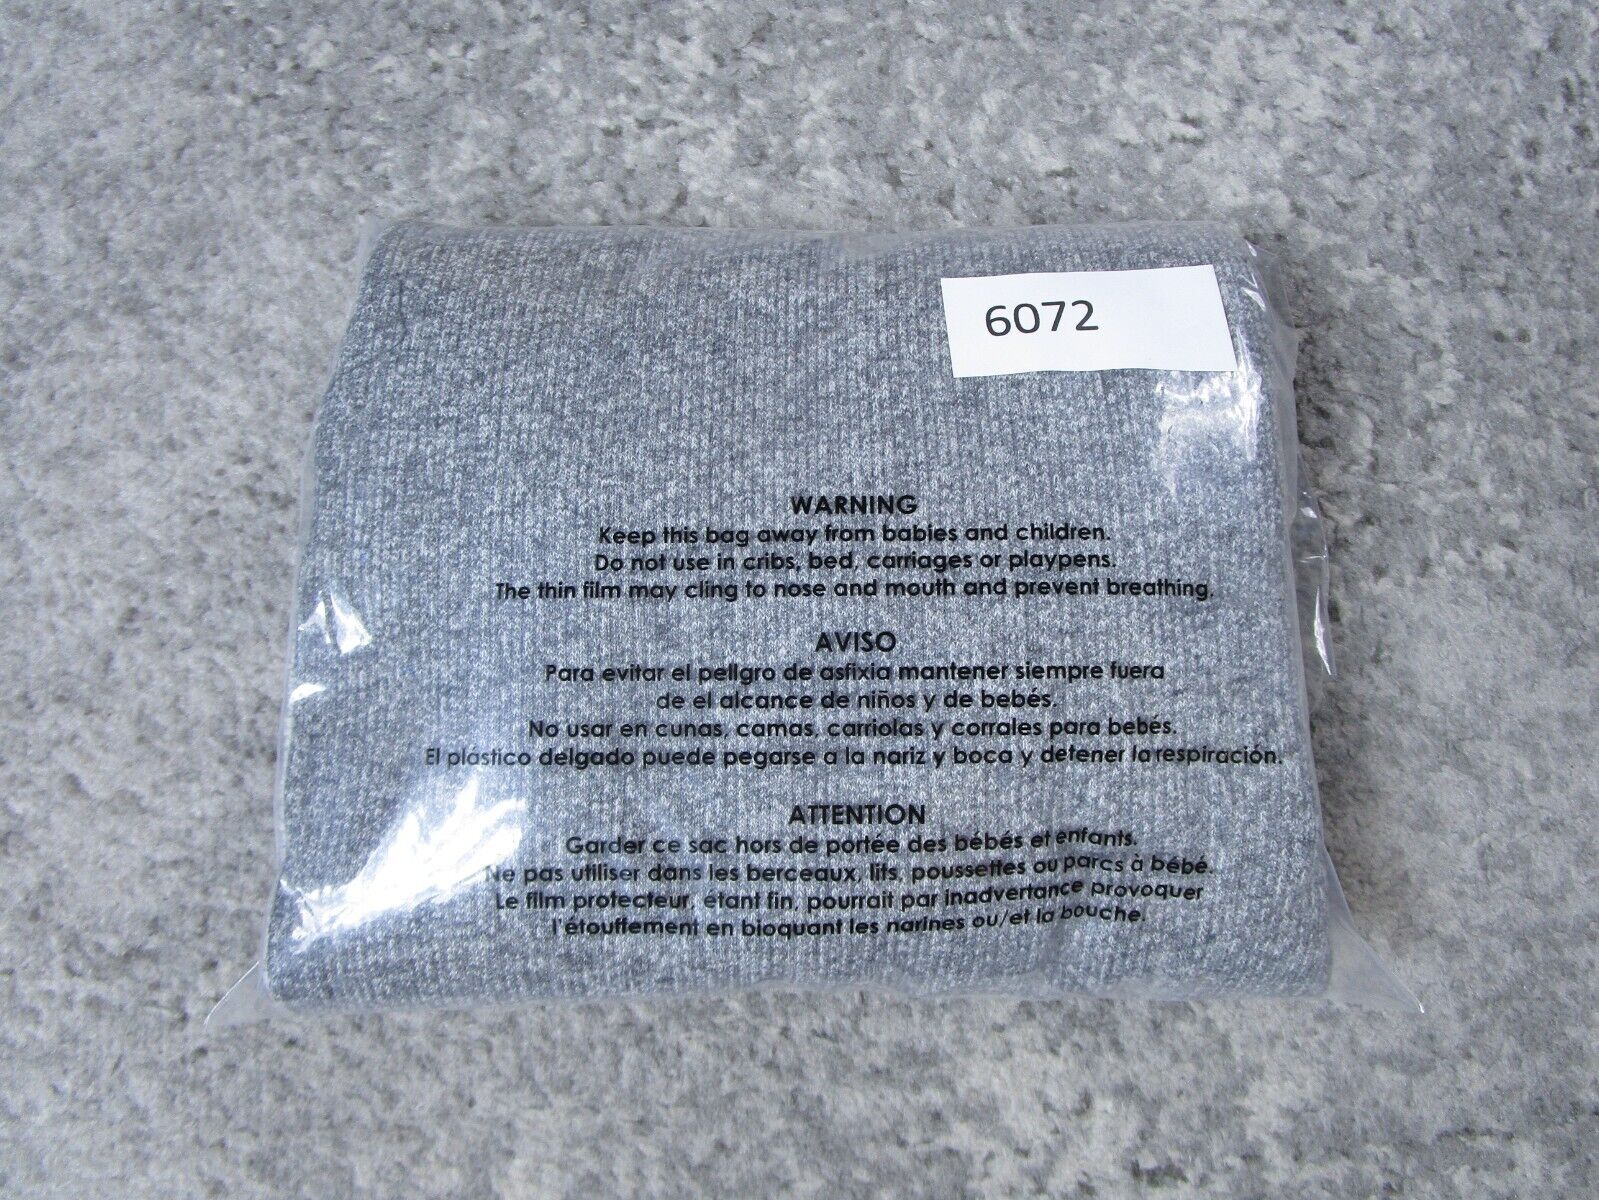 6072
WARNING
Keep this bag away from babies and children.
Do not use in cribs, bed, carriages or playpens.
The thin film may cling to nose and mouth and prevent breathing.
AVISO
Para evitar el peligro de asfixia mantener siempre fuera
de el alcance de niños y de bebés.
No usar en cunas, camas, carriolas y corrales para bebés.
El plástico delgado puede pegarse a la nariz y boca y detener la respiración.
ATTENTION
Garder ce sac hors de portée des bébés et enfants.
Ne pas utiliser dans les berceaux, lits, poussettes ou parcs à bébé.
Le film protecteur, étant fin, pourrait par inadvertance provoquer
l'étouffement en bloquant les narines ou/et la bouche.